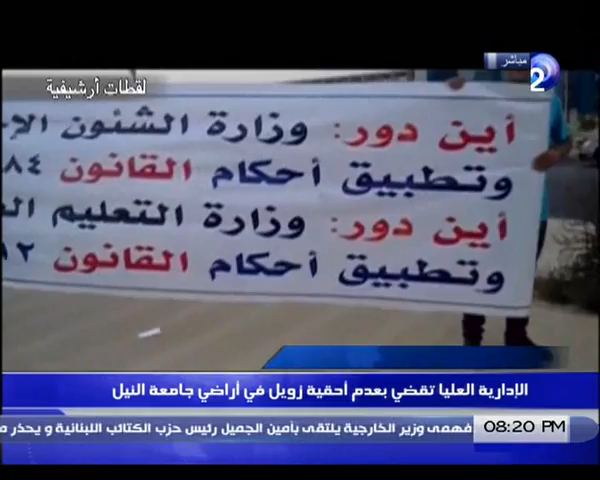 مباشر
2
لقطات أرشيفية
أين دور: وزارة الشئون
وتطبيق أحكام القانون ٨٤
أين دور: وزارة التعليم
وتطبيق أحكام القانون
الإدارية العليا تقضي بعدم أحقية زويل في أراضي جامعة النيل
فهمى وزير الخارجية يلتقى بأمين الجميل رئيس حزب الكتائب اللبنانية و يحذر
08:20 PM